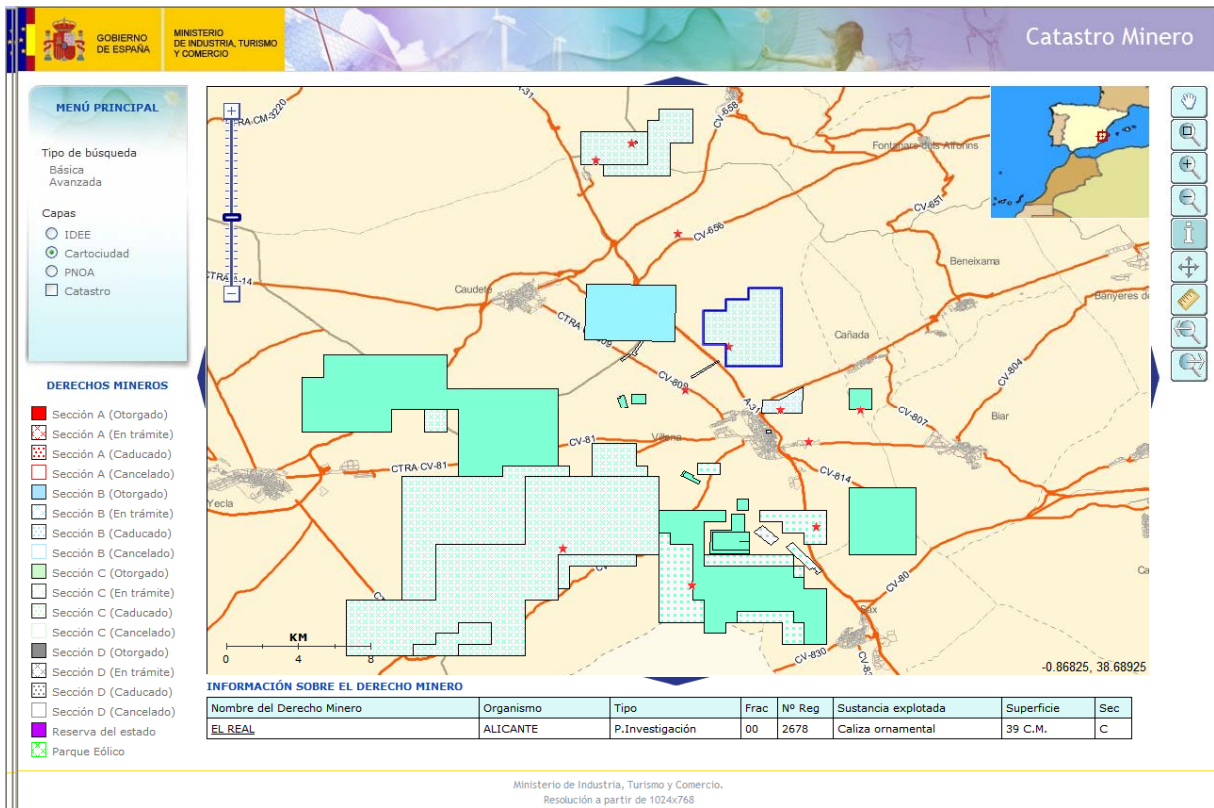 GOBIERNO
DE ESPAÑA
MINISTERIO
DE INDUSTRIA, TURISMO
Y COMERCIO
Catastro Minero
MENÚ PRINCIPAL
Tipo de búsqueda
Básica
Avanzada
Capas
IDEE
Cartociudad
PNOA
Catastro
DERECHOS MINEROS
Sección A (Otorgado)
Sección A (En trámite)
Sección A (Caducado)
Sección A (Cancelado)
Sección B (Otorgado)
Sección B (En trámite)
Sección B (Caducado)
Sección B (Cancelado)
Sección C (Otorgado)
Sección C (En trámite)
Sección C (Caducado)
Sección C (Cancelado)
Sección D (Otorgado)
Sección D (En trámite)
Sección D (Caducado)
Sección D (Cancelado)
Reserva del estado
Parque Eólico
A-31
CV-658
Fontanars dels Alforins
CV-651
CV-656
Beneixama
Caudete
Banyeres de
Cañada
CV-809
CV-804
A-31
CV-807
Biar
CV-81
Villena
CTRA CV-81
CV-814
Yecla
CV-80
Sax
CV-830
KM
0 4 8
-0.86825, 38.68925
INFORMACIÓN SOBRE EL DERECHO MINERO
Nombre del Derecho Minero Organismo Tipo Frac Nº Reg Sustancia explotada Superficie Sec
EL REAL ALICANTE P.Investigación 00 2678 Caliza ornamental 39 C.M. C
Ministerio de Industria, Turismo y Comercio.
Resolución a partir de 1024x768